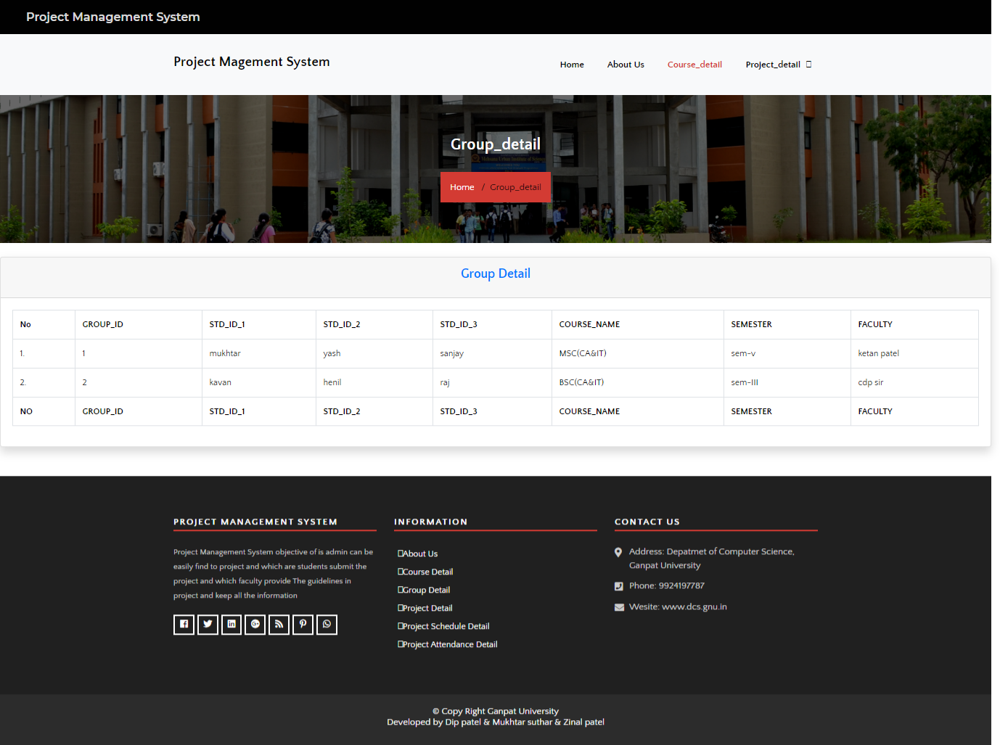 Project Management System
Project Magement System
Home About Us Course_detail Project_detail
Group_detail
Home / Group_detail
Group Detail
No GROUP_ID STD_ID_1 STD_ID_2 STD_ID_3 COURSE_NAME SEMESTER FACULTY
1. 1 mukhtar yash sanjay MSC(CA&IT) sem-v ketan patel
2. 2 kavan henil raj BSC(CA&IT) sem-III cdp sir
NO GROUP_ID STD_ID_1 STD_ID_2 STD_ID_3 COURSE_NAME SEMESTER FACULTY
PROJECT MANAGEMENT SYSTEM
Project Management System objective of is admin can be
easily find to project and which are students submit the
project and which faculty provide The guidelines in
project and keep all the information
INFORMATION
About Us
Course Detail
Group Detail
Project Detail
Project Schedule Detail
Project Attendance Detail
CONTACT US
Address: Depatmet of Computer Science,
Ganpat University
Phone: 9924197787
Wesite: www.dcs.gnu.in
© Copy Right Ganpat University
Developed by Dip patel & Mukhtar suthar & Zinal patel